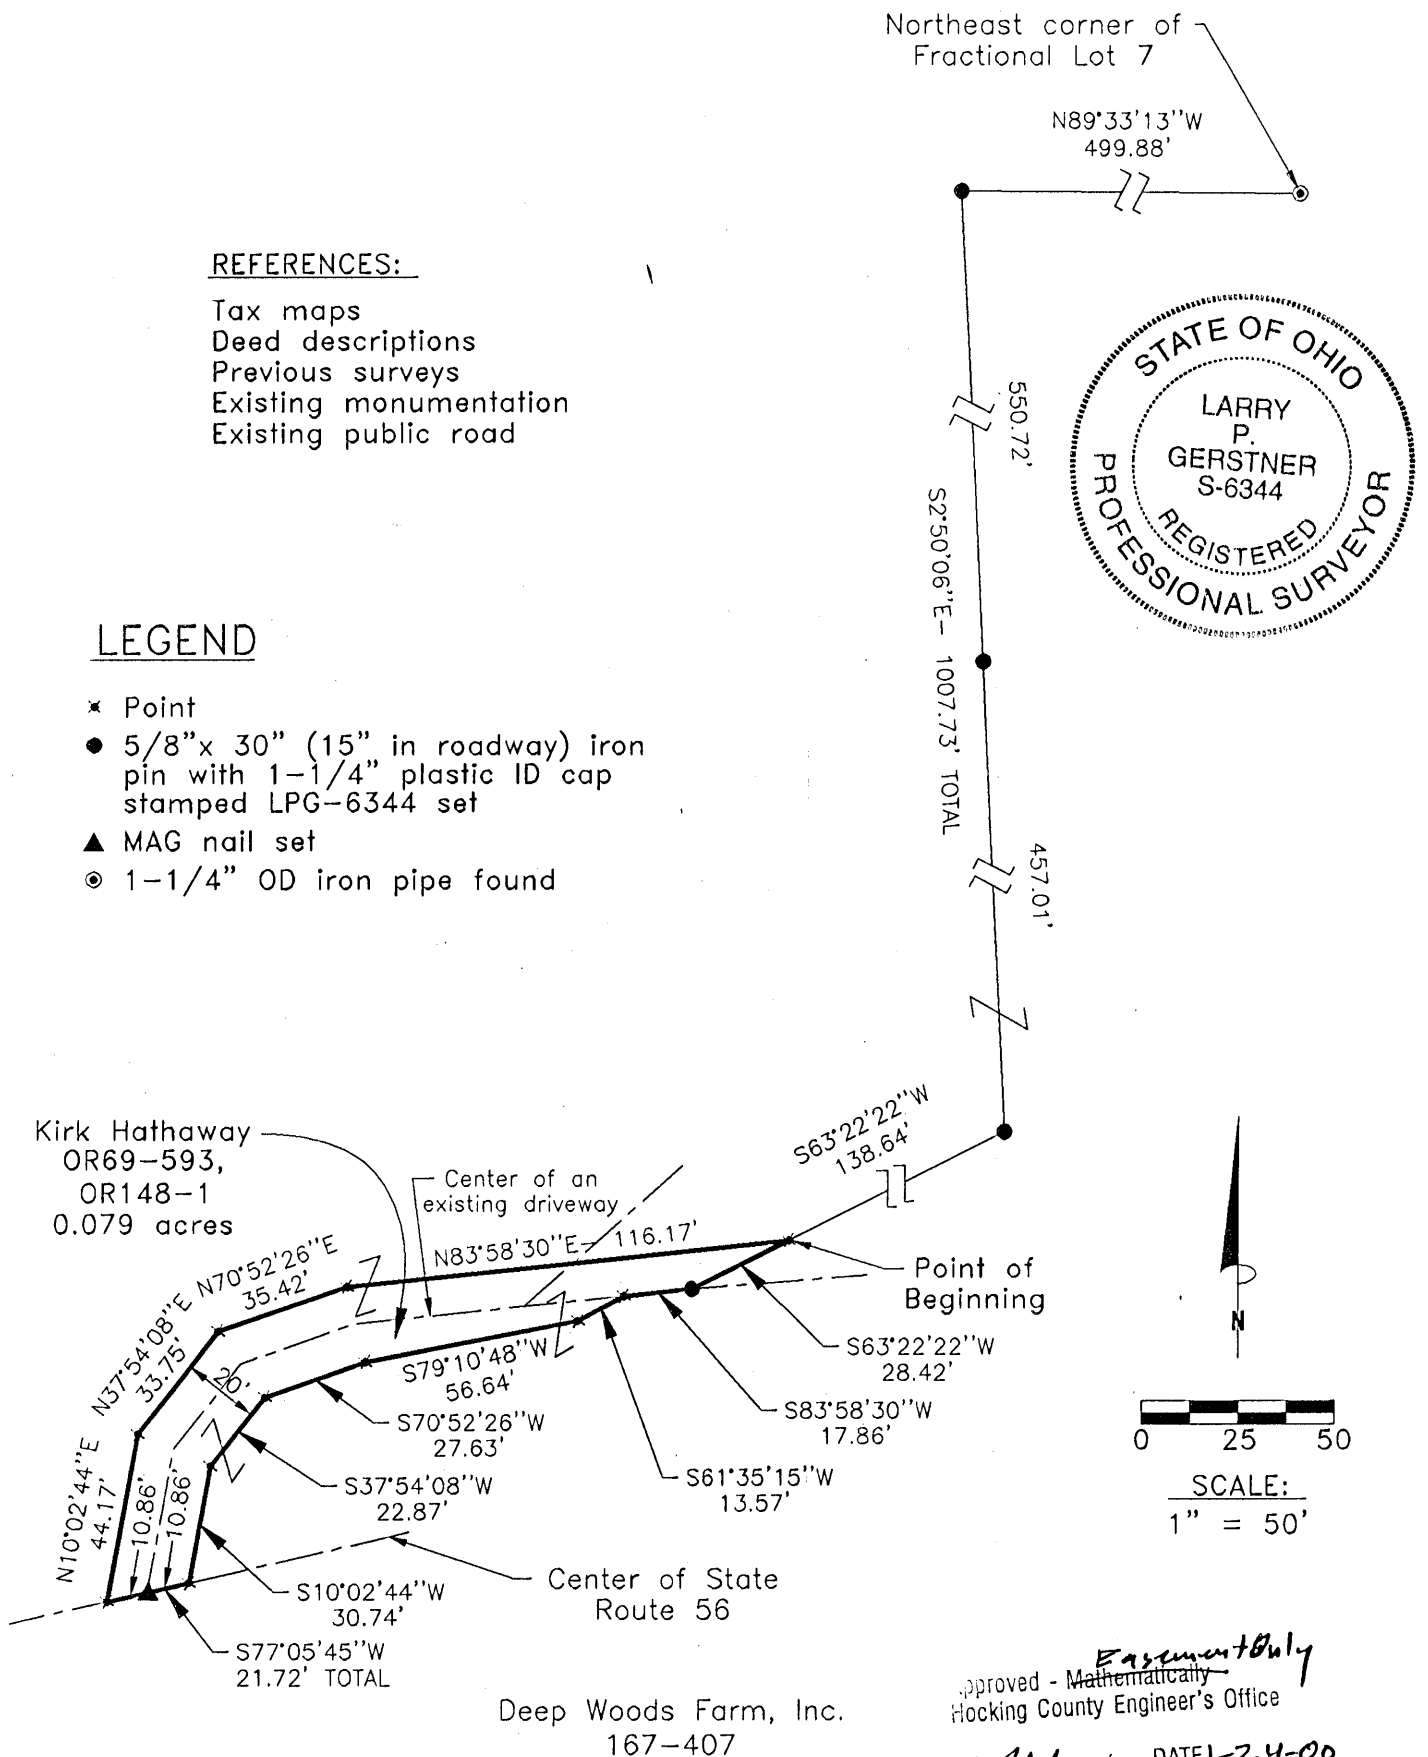 Northeast corner of
Fractional Lot 7
N89°33'13"W
499.88'
REFERENCES:
Tax maps
Deed descriptions
Previous surveys
Existing monumentation
Existing public road
STATE OF OHIO
LARRY
P.
GERSTNER
S-6344
REGISTERED
PROFESSIONAL SURVEYOR
550.72'
S2°50'06"E- 1007.73' TOTAL
457.01'
LEGEND
Point
5/8"x 30" (15" in roadway) iron
pin with 1-1/4" plastic ID cap
stamped LPG-6344 set
MAG nail set
1-1/4" OD iron pipe found
S63°22'22"W
138.64'
Kirk Hathaway
OR69-593,
OR148-1
0.079 acres
Center of an
existing driveway
N83°58'30"E- 116.17'
N70°52'26"E
35.42'
N37°54'08"E
33.75'
20'
N10°02'44"E
44.17'
10.86'
10.86'
Point of
Beginning
S63°22'22"W
28.42'
S83°58'30"W
17.86'
S61°35'15"W
13.57'
S79°10'48"W
56.64'
S70°52'26"W
27.63'
S37°54'08"W
22.87'
S10°02'44"W
30.74'
S77°05'45"W
21.72' TOTAL
Center of State
Route 56
N
0 25 50
SCALE:
1" = 50'
Easement Only
pproved - Mathematically
Hocking County Engineer's Office
DATE 1-24-00
Deep Woods Farm, Inc.
167-407